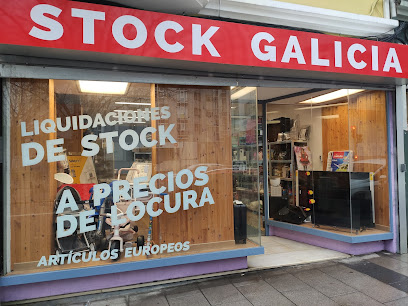 STOCK GALICIA
LIQUIDACIONES
DE STOCK
A PRECIOS
DE LOCURA
ARTÍCULOS EUROPEOS